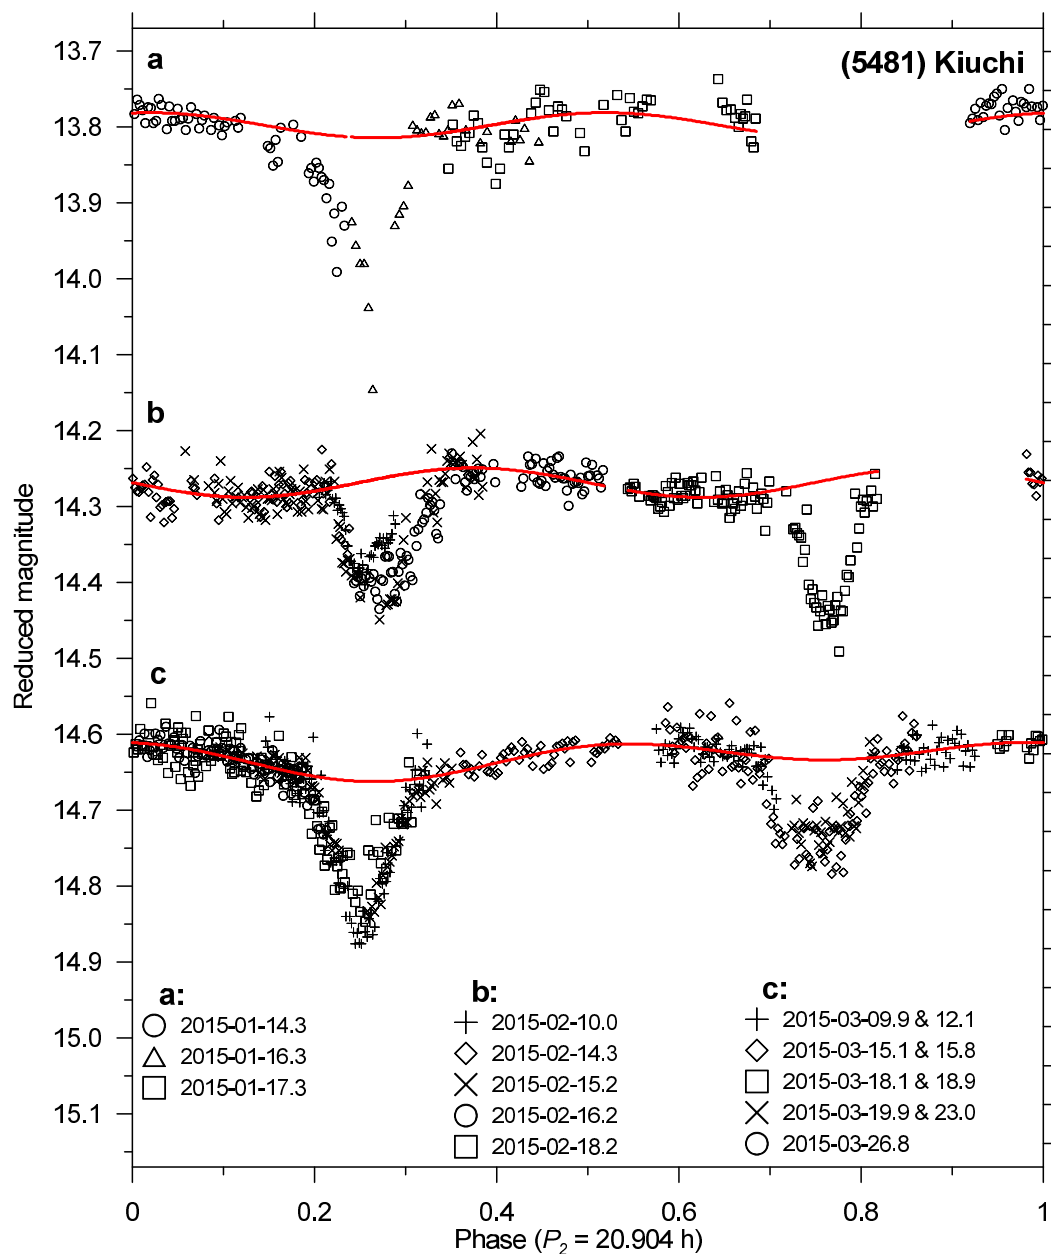 (5481) Kiuchi
a
b
c
13.7
13.8
13.9
14.0
14.1
14.2
14.3
14.4
14.5
14.6
14.7
14.8
14.9
15.0
15.1
Reduced magnitude
a:
2015-01-14.3
2015-01-16.3
2015-01-17.3
b:
2015-02-10.0
2015-02-14.3
2015-02-15.2
2015-02-16.2
2015-02-18.2
c:
2015-03-09.9 & 12.1
2015-03-15.1 & 15.8
2015-03-18.1 & 18.9
2015-03-19.9 & 23.0
2015-03-26.8
0 0.2 0.4 0.6 0.8 1
Phase (P2 = 20.904 h)